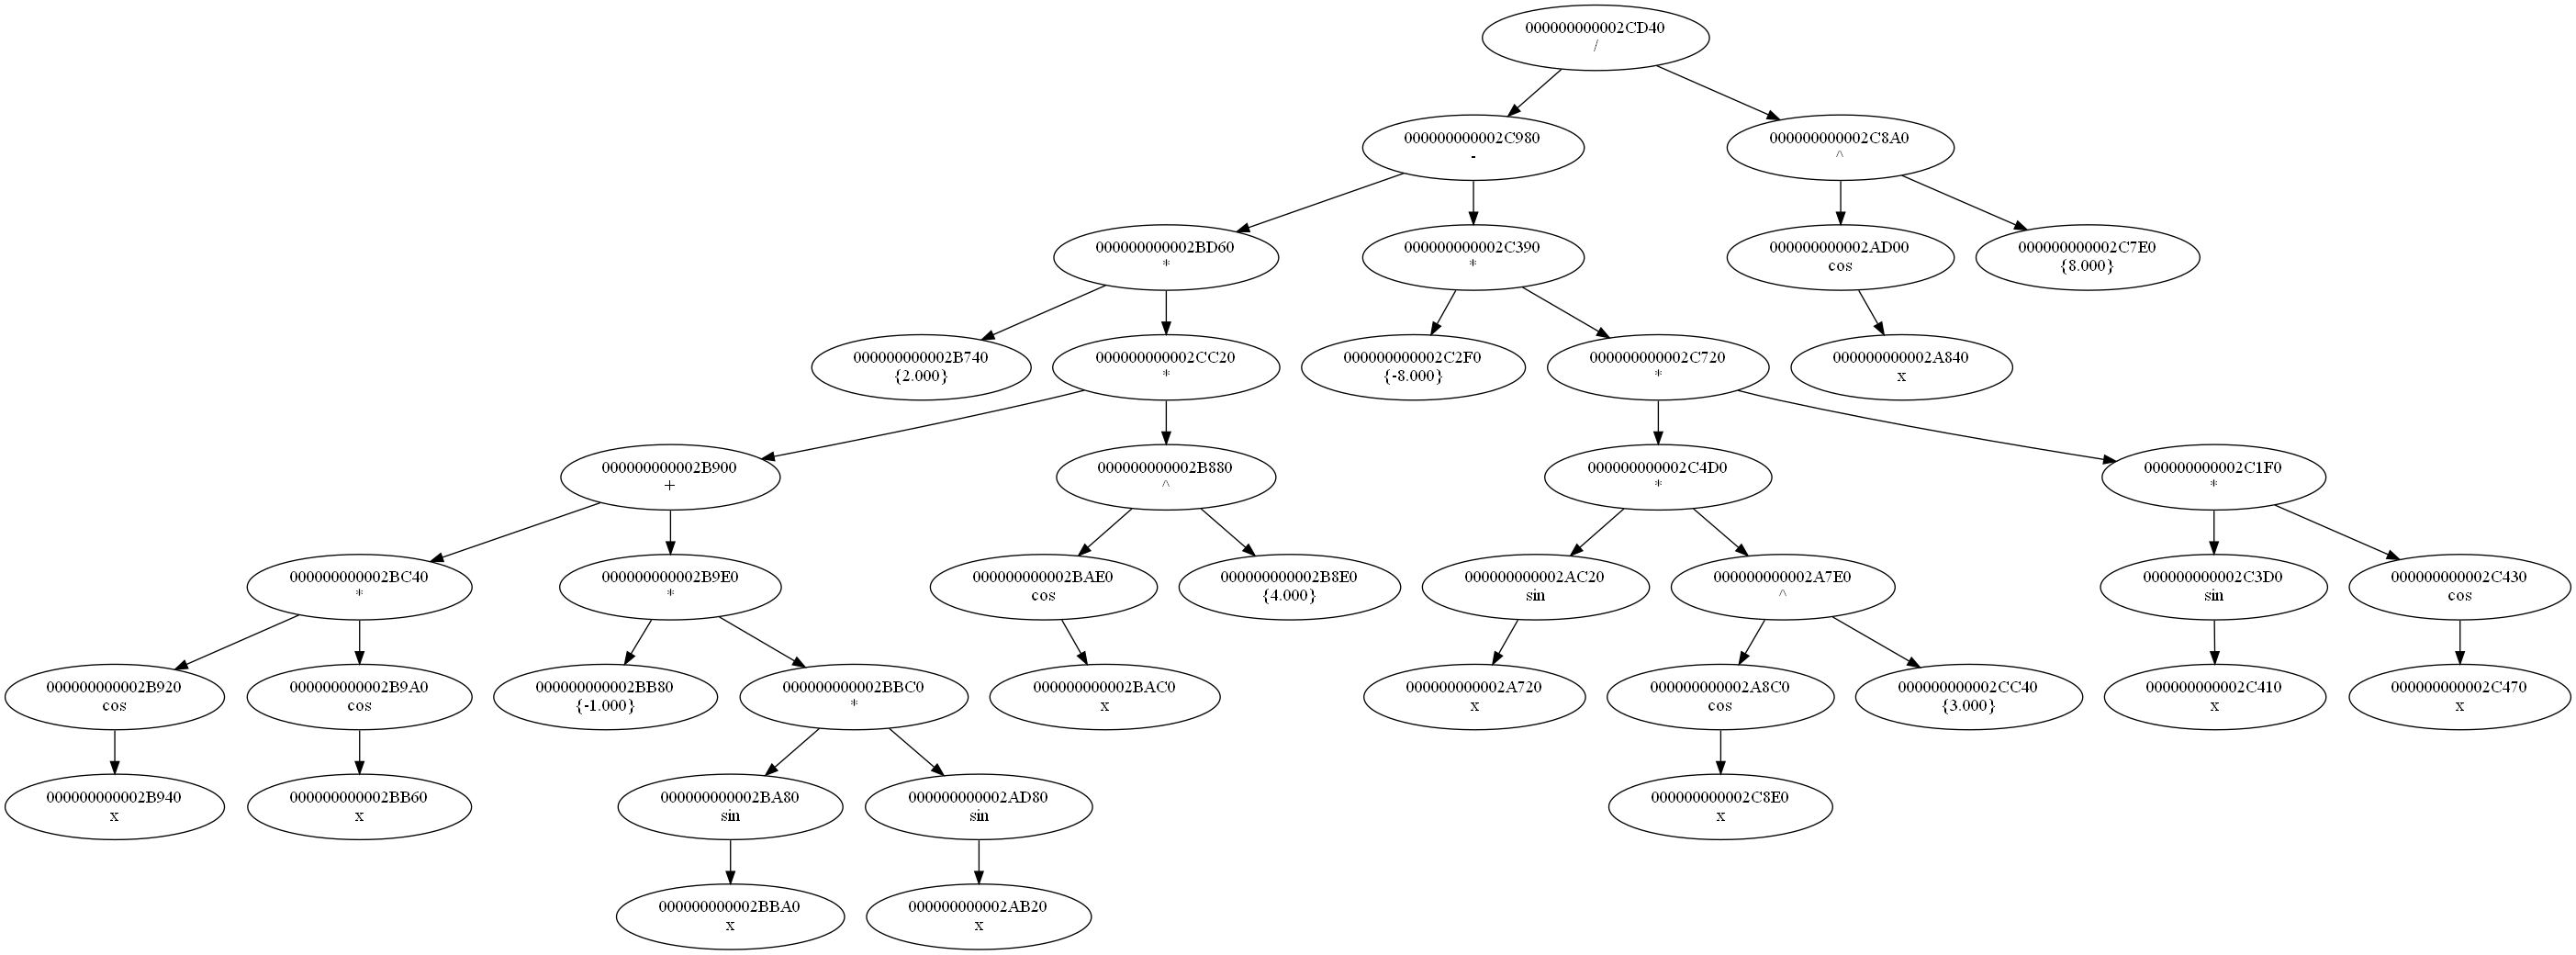 000000000002CD40
/
000000000002C980
-
000000000002C8A0
^
000000000002BD60
*
000000000002C390
*
000000000002AD00
cos
000000000002C7E0
{8.000}
000000000002B740
{2.000}
000000000002CC20
*
000000000002C2F0
{-8.000}
000000000002C720
*
000000000002A840
x
000000000002B900
+
000000000002B880
^
000000000002C4D0
*
000000000002C1F0
*
000000000002BC40
*
000000000002B9E0
*
000000000002BAE0
cos
000000000002B8E0
{4.000}
000000000002AC20
sin
000000000002A7E0
^
000000000002C3D0
sin
000000000002C430
cos
000000000002B920
cos
000000000002B9A0
cos
000000000002BB80
{-1.000}
000000000002BBC0
*
000000000002BAC0
x
000000000002A720
x
000000000002A8C0
cos
000000000002CC40
{3.000}
000000000002C410
x
000000000002C470
x
000000000002B940
x
000000000002BB60
x
000000000002BA80
sin
000000000002AD80
sin
000000000002C8E0
x
000000000002BBA0
x
000000000002AB20
x